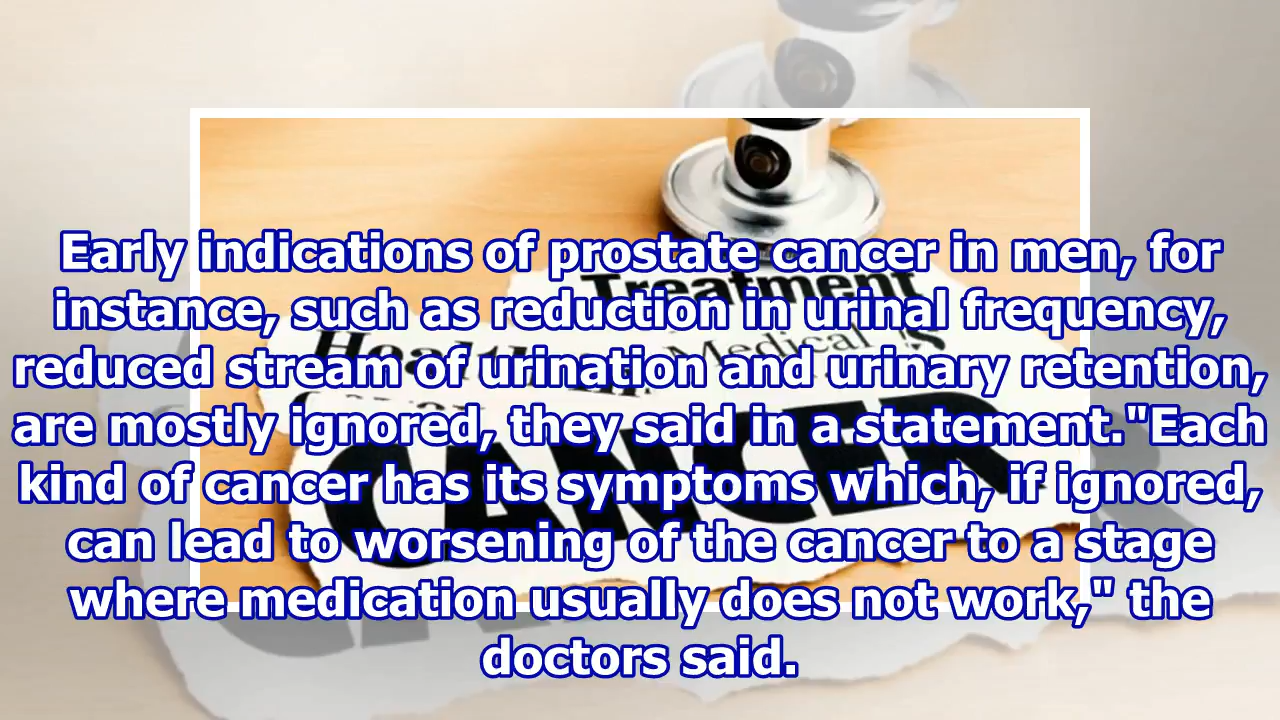 Early indications of prostate cancer in men, for
instance, such as reduction in urinal frequency,
reduced stream of urination and urinary retention,
are mostly ignored, they said in a statement."Each
kind of cancer has its symptoms which, if ignored,
can lead to worsening of the cancer to a stage
where medication usually does not work," the
doctors said.
Treatment
Medical
CANCER